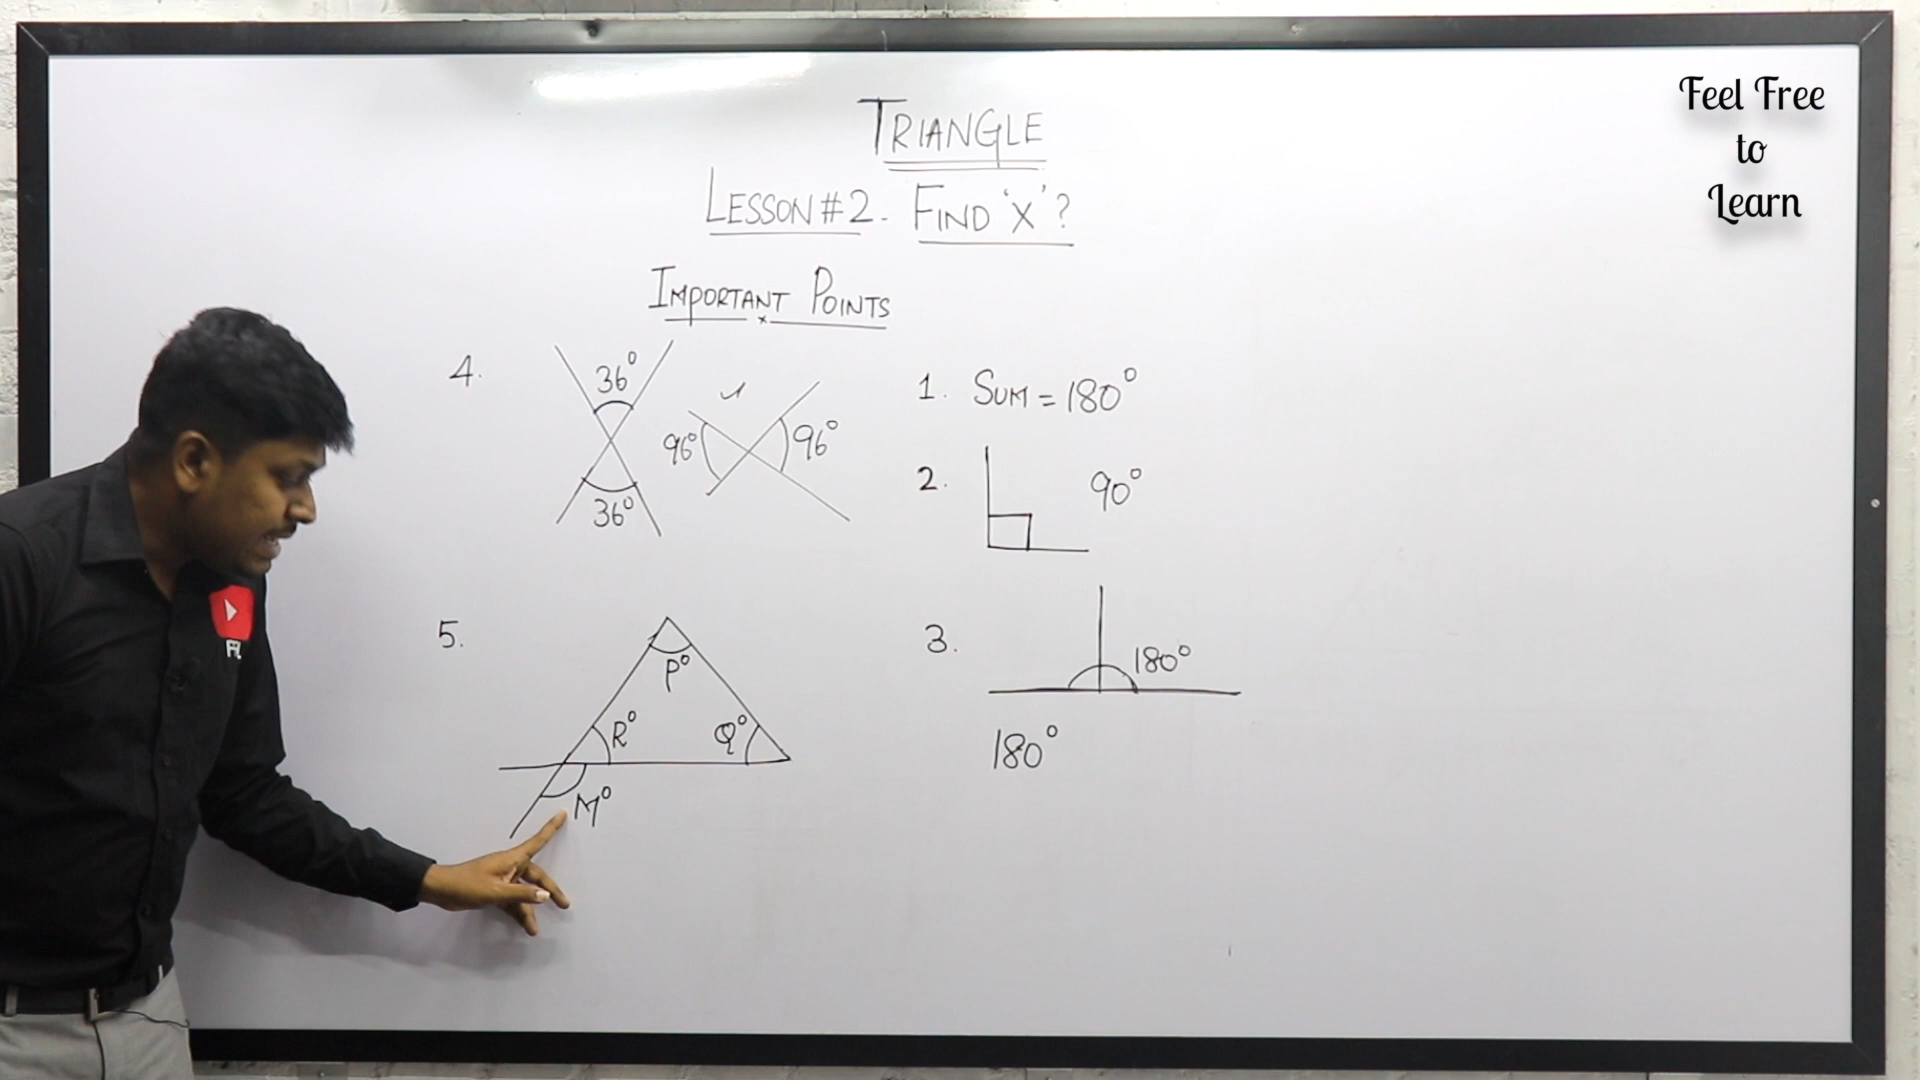 Feel Free
to
Learn
TRIANGLE
LESSON #2. FIND 'X' ?
IMPORTANT POINTS
4.
36°
36°
96°
96°
1. SUM = 180°
2.
90°
5.
P°
R°
Q°
M°
3.
180°
180°
FL